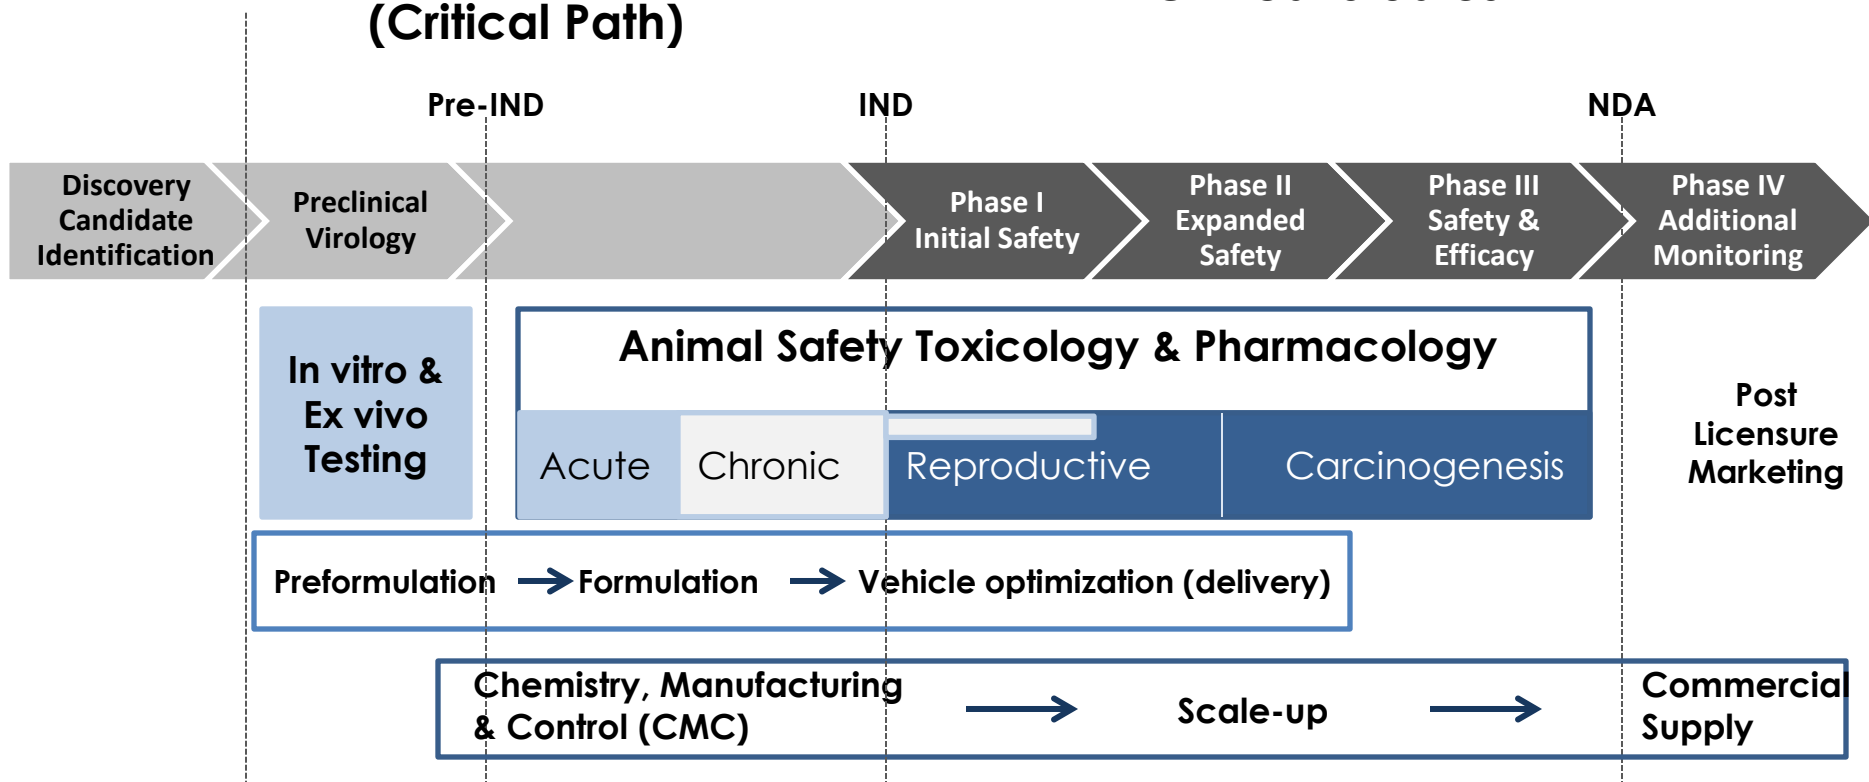 (Critical Path)
Pre-IND
IND
NDA
Discovery
Candidate
Identification
Preclinical
Virology
Phase I
Initial Safety
Phase II
Expanded
Safety
Phase III
Safety &
Efficacy
Phase IV
Additional
Monitoring
In vitro &
Ex vivo
Testing
Animal Safety Toxicology & Pharmacology
Acute
Chronic
Reproductive
Carcinogenesis
Post
Licensure
Marketing
Preformulation
Formulation
Vehicle optimization (delivery)
Chemistry, Manufacturing
& Control (CMC)
Scale-up
Commercial
Supply